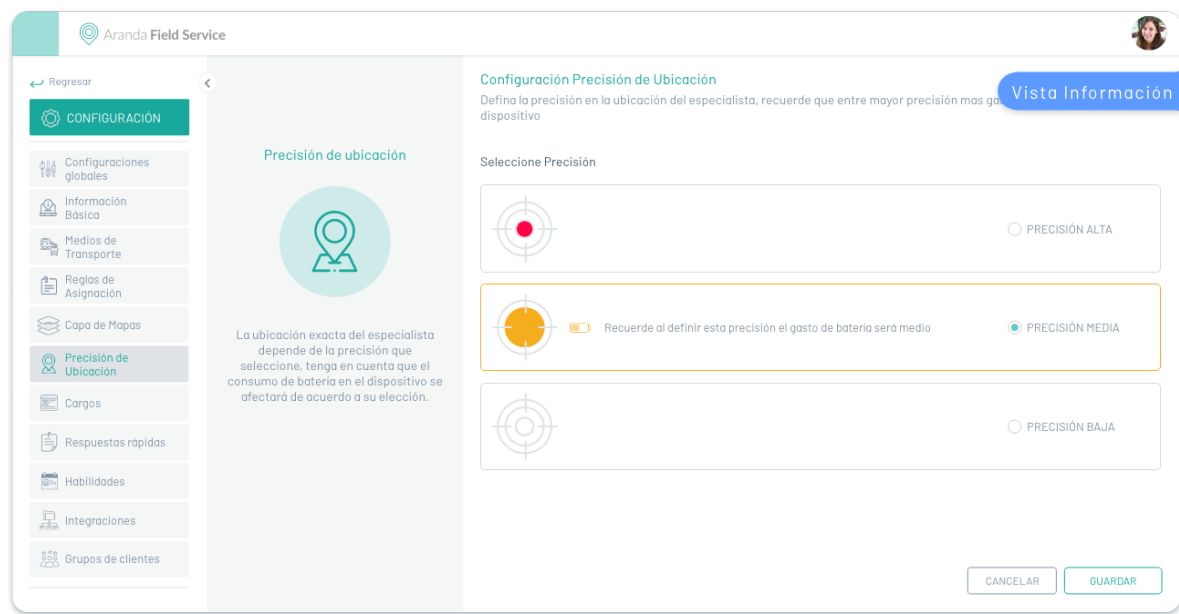 Aranda Field Service
Regresar
CONFIGURACIÓN
Configuraciones
globales
Información
Básica
Medios de
Transporte
Reglas de
Asignación
Capa de Mapas
Precisión de
Ubicación
Cargos
Respuestas rápidas
Habilidades
Integraciones
Grupos de clientes
Precisión de ubicación
La ubicación exacta del especialista
depende de la precisión que
seleccione, tenga en cuenta que el
consumo de batería en el dispositivo se
afectará de acuerdo a su elección.
Configuración Precisión de Ubicación
Defina la precisión en la ubicación del especialista, recuerde que entre mayor precisión mas
dispositivo
Vista Información
Seleccione Precisión
PRECISIÓN ALTA
Recuerde al definir esta precisión el gasto de batería será medio
PRECISIÓN MEDIA
PRECISIÓN BAJA
CANCELAR
GUARDAR